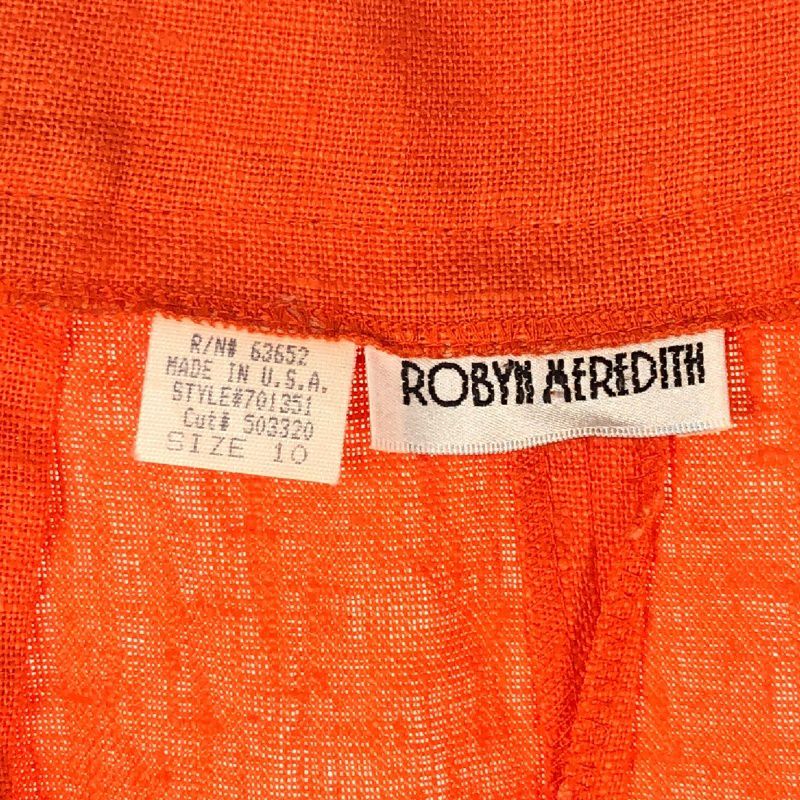 R/N# 63652
MADE IN U.S.A.
STYLE#701351
Cut# 503320
SIZE 10
ROBYN MEREDITH